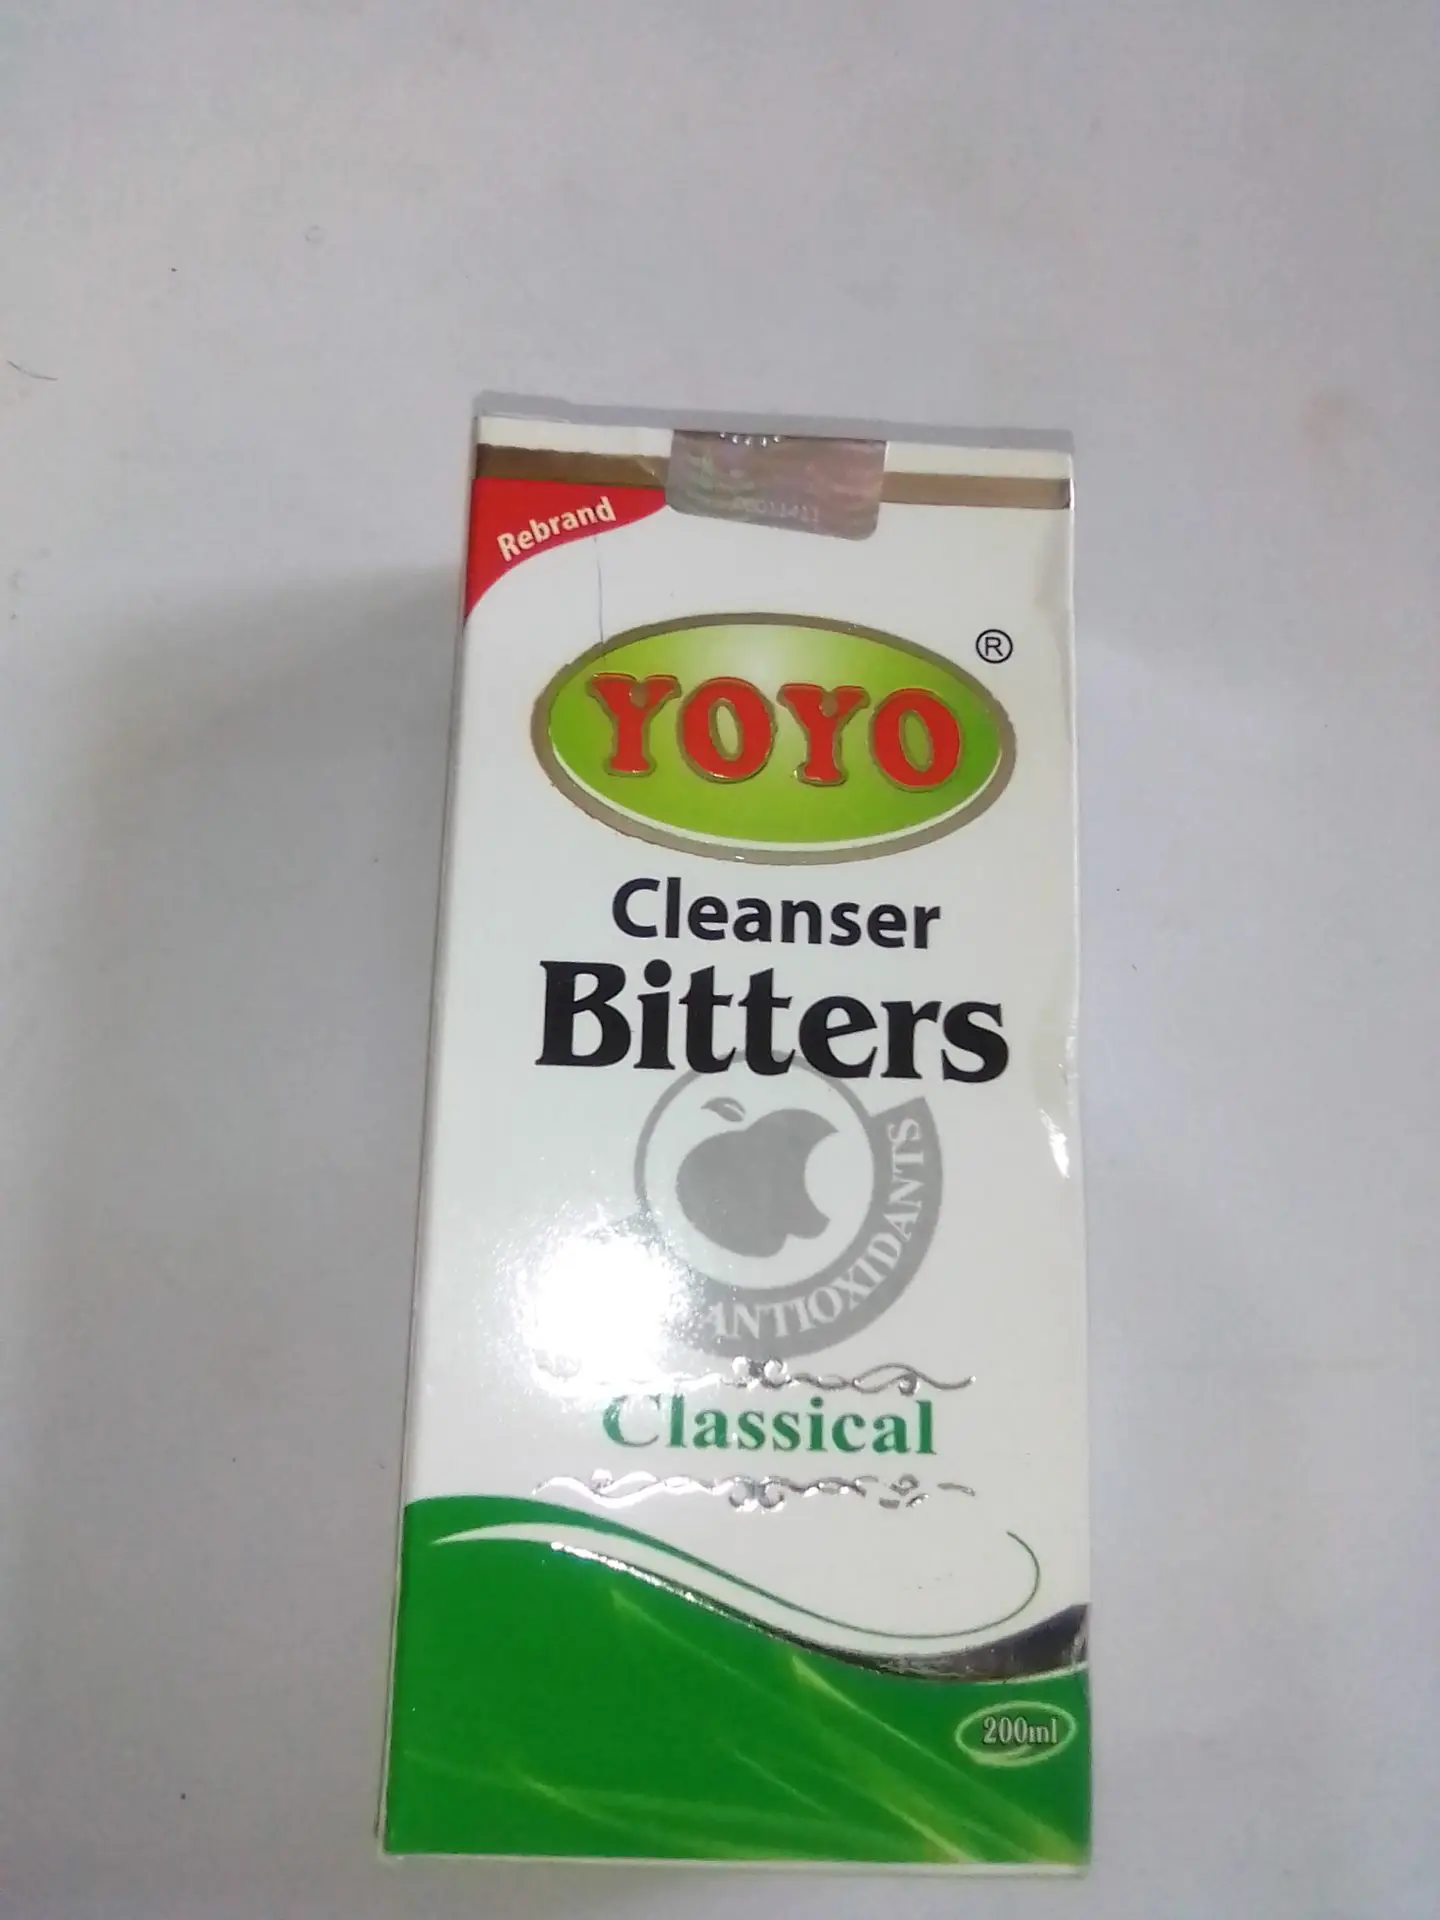 Rebrand
YOYO ®
Cleanser
Bitters
ANTIOXIDANTS
Classical
200ml